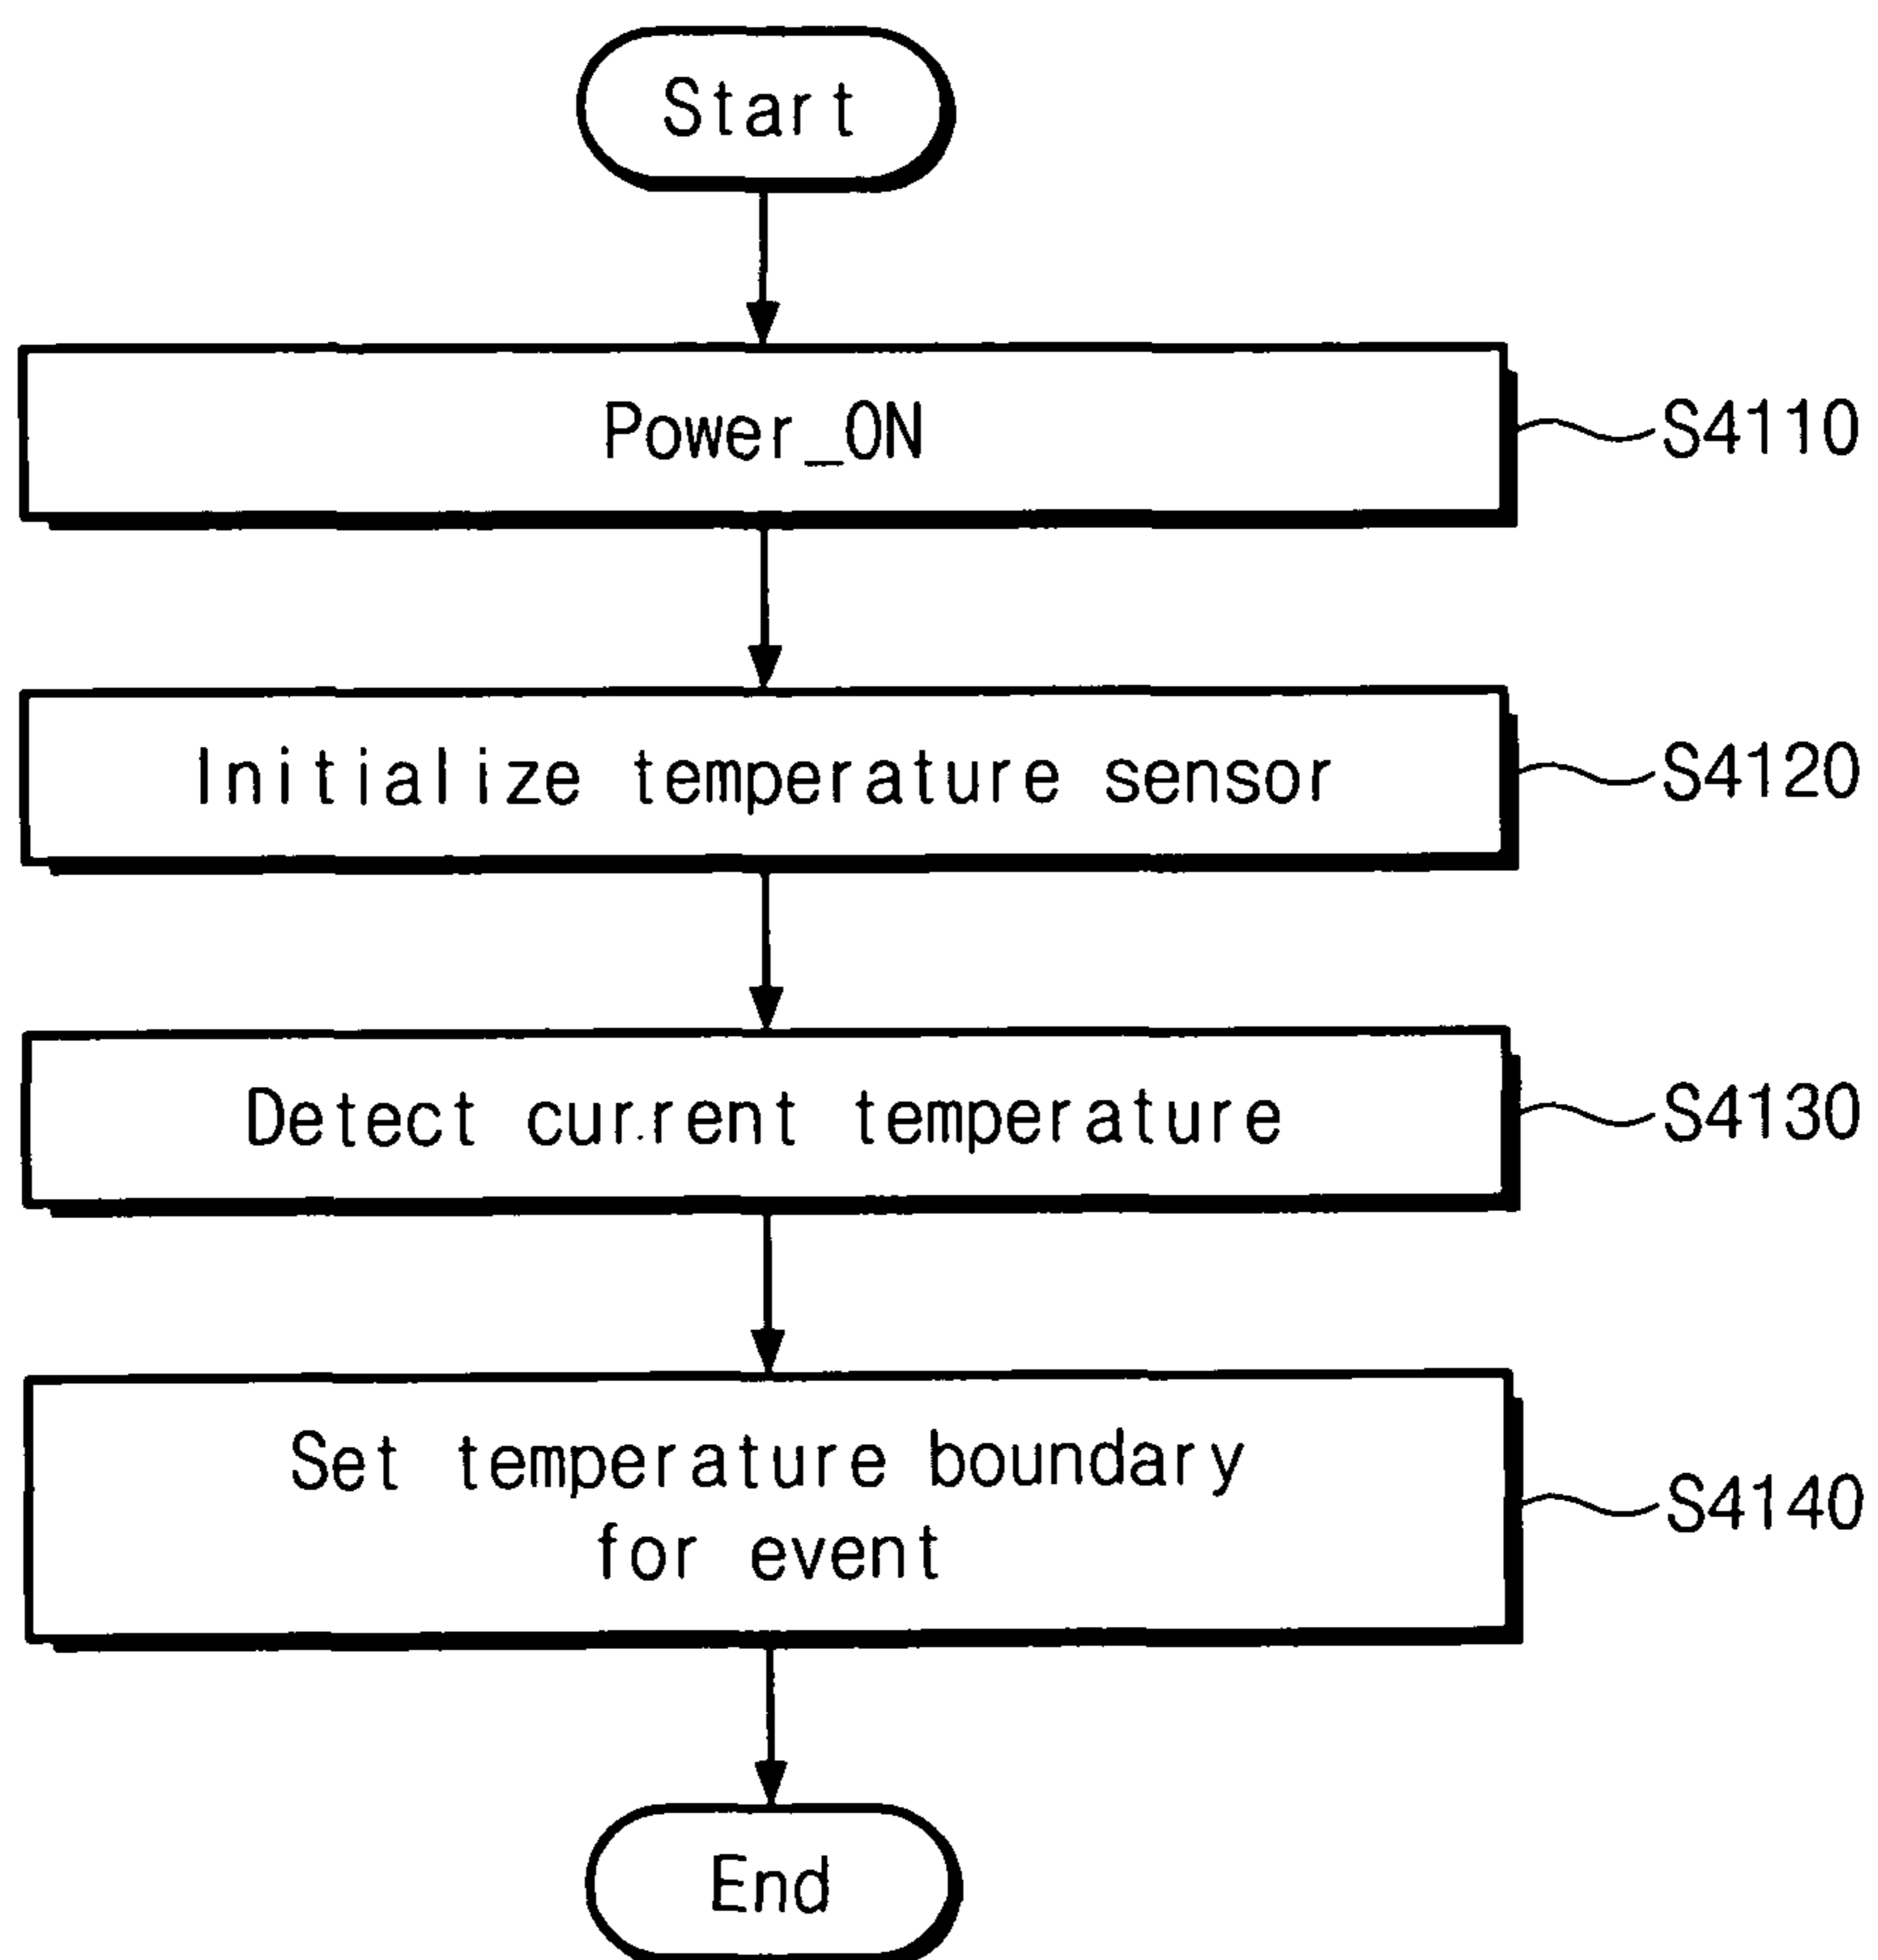 Start
Power_ON
S4110
Initialize temperature sensor
S4120
Detect current temperature
S4130
Set temperature boundary
for event
S4140
End